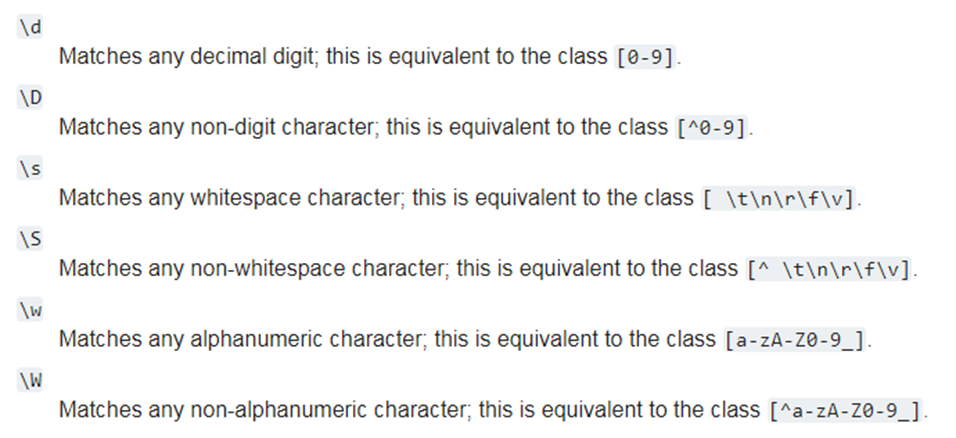 \d
Matches any decimal digit; this is equivalent to the class [0-9].
\D
Matches any non-digit character; this is equivalent to the class [^0-9].
\s
Matches any whitespace character; this is equivalent to the class [ \t\n\r\f\v].
\S
Matches any non-whitespace character; this is equivalent to the class [^ \t\n\r\f\v].
\w
Matches any alphanumeric character; this is equivalent to the class [a-zA-Z0-9_].
\W
Matches any non-alphanumeric character; this is equivalent to the class [^a-zA-Z0-9_].